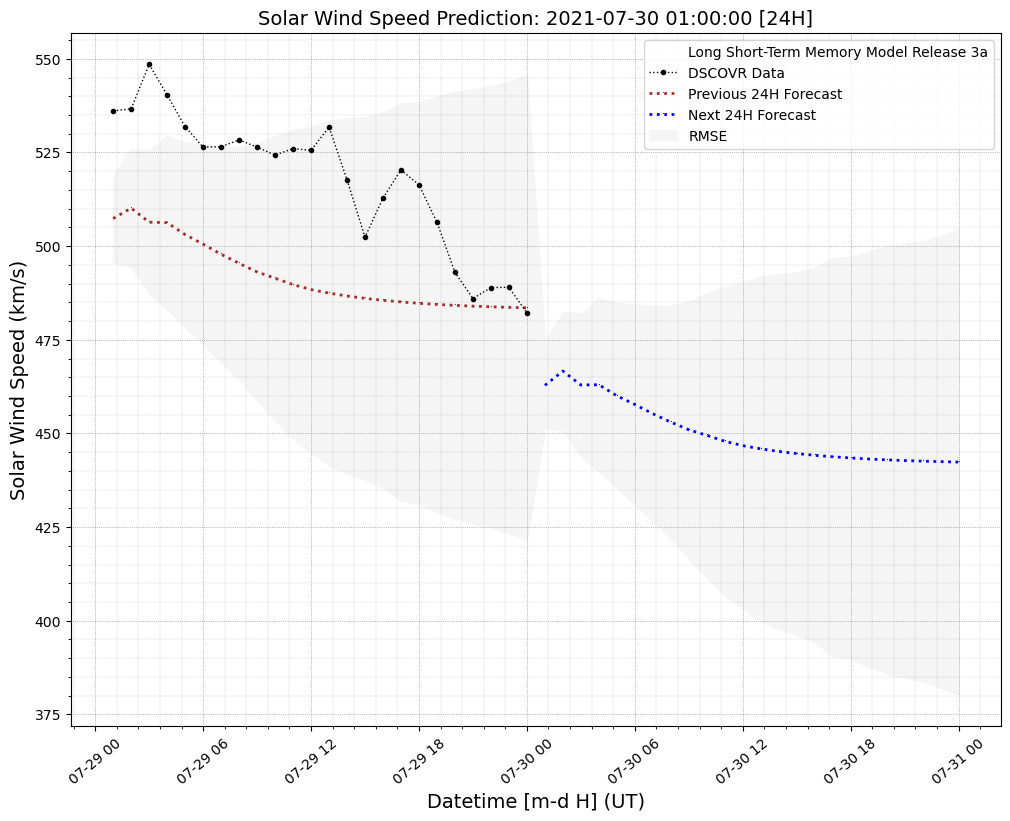 Solar Wind Speed Prediction: 2021-07-30 01:00:00 [24H]
Long Short-Term Memory Model Release 3a
DSCOVR Data
Previous 24H Forecast
Next 24H Forecast
RMSE
Solar Wind Speed (km/s)
550
525
500
475
450
425
400
375
07-29 00
07-29 06
07-29 12
07-29 18
07-30 00
07-30 06
07-30 12
07-30 18
07-31 00
Datetime [m-d H] (UT)